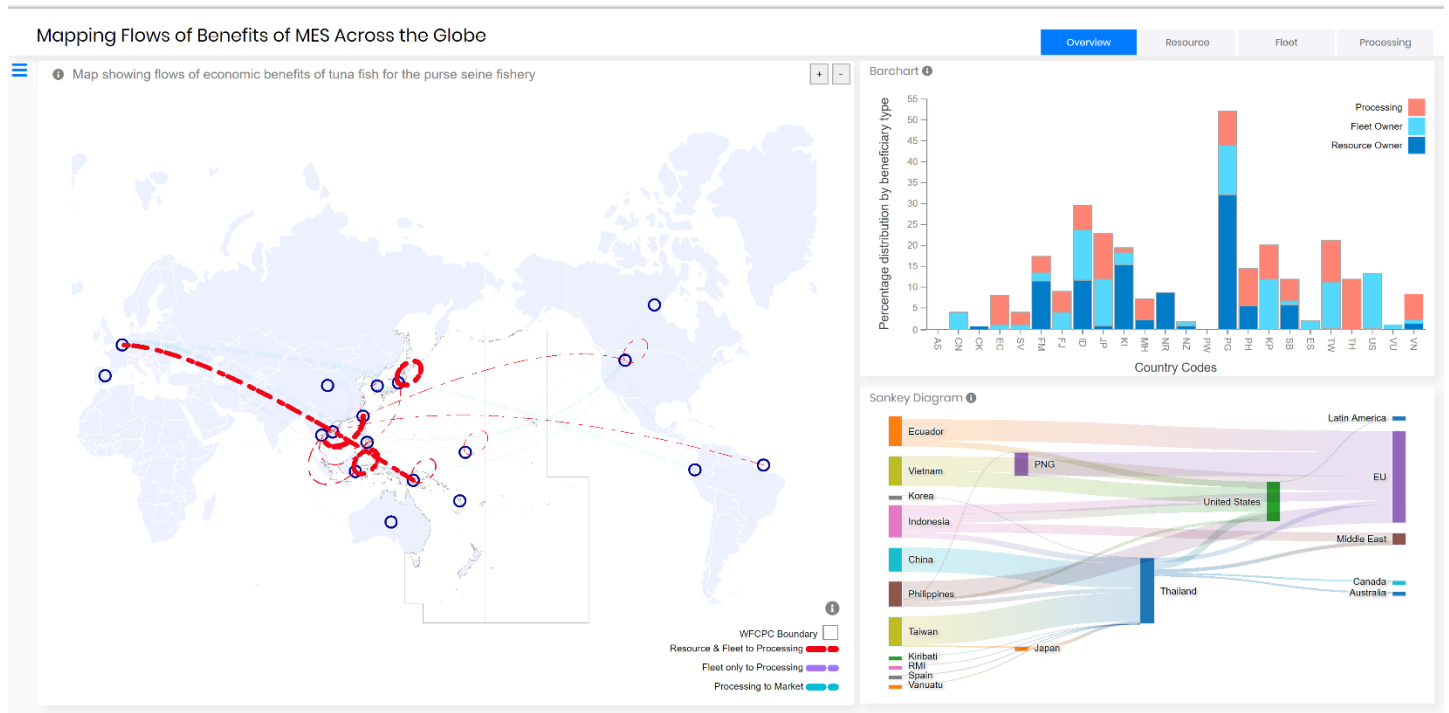 Mapping Flows of Benefits of MES Across the Globe
Overview
Resource
Fleet
Processing
Map showing flows of economic benefits of tuna fish for the purse seine fishery
+
-
WFCPC Boundary
Resource & Fleet to Processing
Fleet only to Processing
Processing to Market
Barchart
Percentage distribution by beneficiary type
55
50
45
40
35
30
25
20
15
10
5
0
Processing
Fleet Owner
Resource Owner
AS
CN
CK
EC
SV
FM
FJ
ID
JP
KI
MH
NR
NZ
PW
PG
PH
KP
SB
ES
TW
TH
US
VU
VN
Country Codes
Sankey Diagram
Ecuador
Vietnam
Korea
Indonesia
China
Philippines
Taiwan
Kiribati
RMI
Spain
Vanuatu
PNG
Japan
Thailand
United States
Latin America
EU
Middle East
Canada
Australia